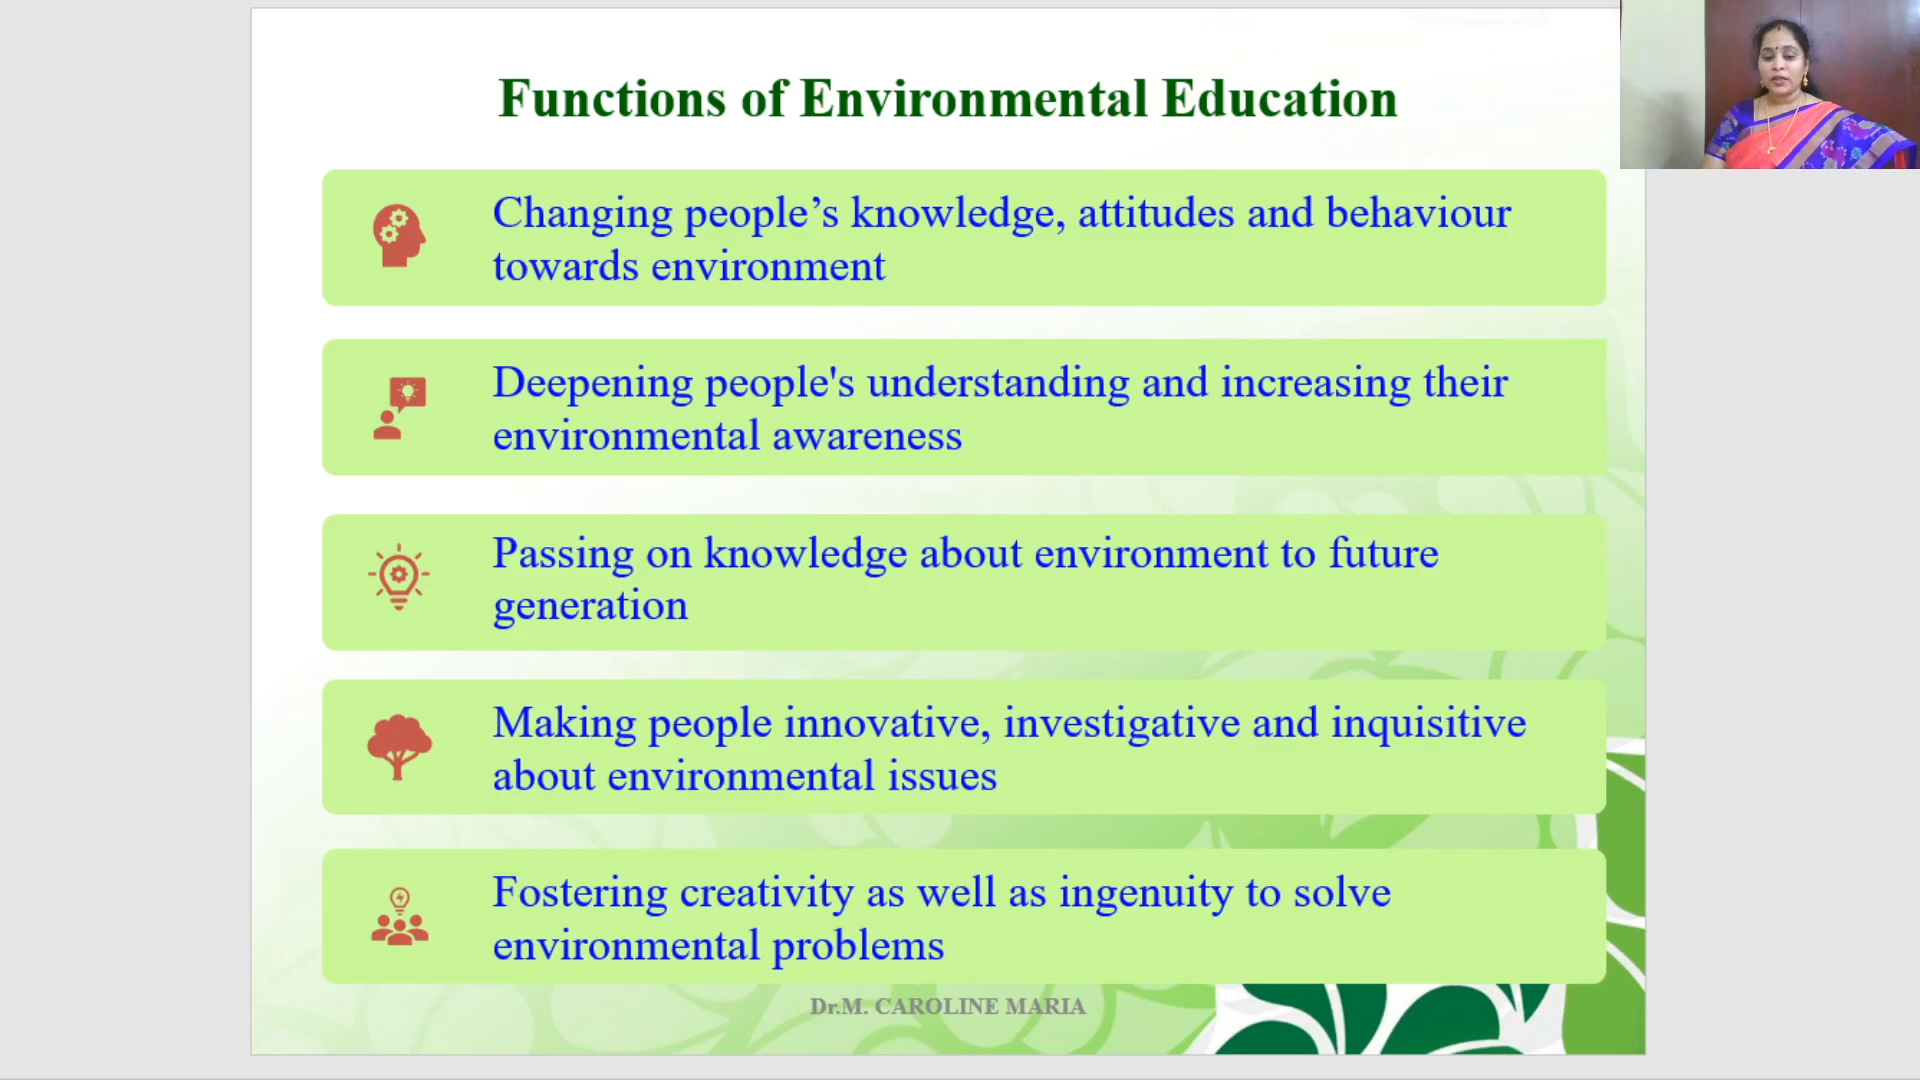 Functions of Environmental Education
Changing people’s knowledge, attitudes and behaviour
towards environment
Deepening people's understanding and increasing their
environmental awareness
Passing on knowledge about environment to future
generation
Making people innovative, investigative and inquisitive
about environmental issues
Fostering creativity as well as ingenuity to solve
environmental problems
Dr.M. CAROLINE MARIA